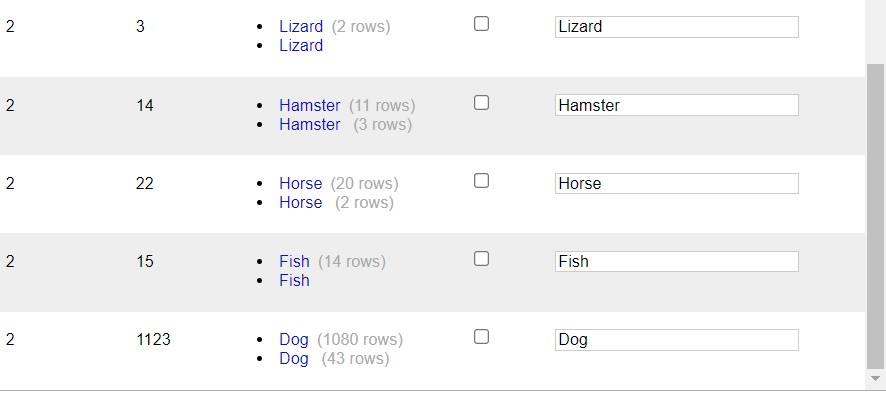 2 3 Lizard (2 rows) Lizard
Lizard
2 14 Hamster (11 rows) Hamster
Hamster (3 rows)
2 22 Horse (20 rows) Horse
Horse (2 rows)
2 15 Fish (14 rows) Fish
Fish
2 1123 Dog (1080 rows) Dog
Dog (43 rows)